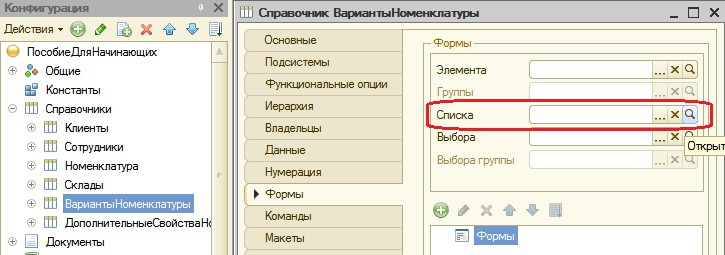 Конфигурация
Действия
ПособиеДляНачинающих
Общие
Константы
Справочники
Клиенты
Сотрудники
Номенклатура
Склады
ВариантыНоменклатуры
ДополнительныеСвойстваНо
Документы
Справочник ВариантыНоменклатуры
Основные
Подсистемы
Функциональные опции
Иерархия
Владельцы
Данные
Нумерация
Формы
Команды
Макеты
Формы
Элемента
Группы
Списка
Выбора
Открыт
Выбора группы
Формы